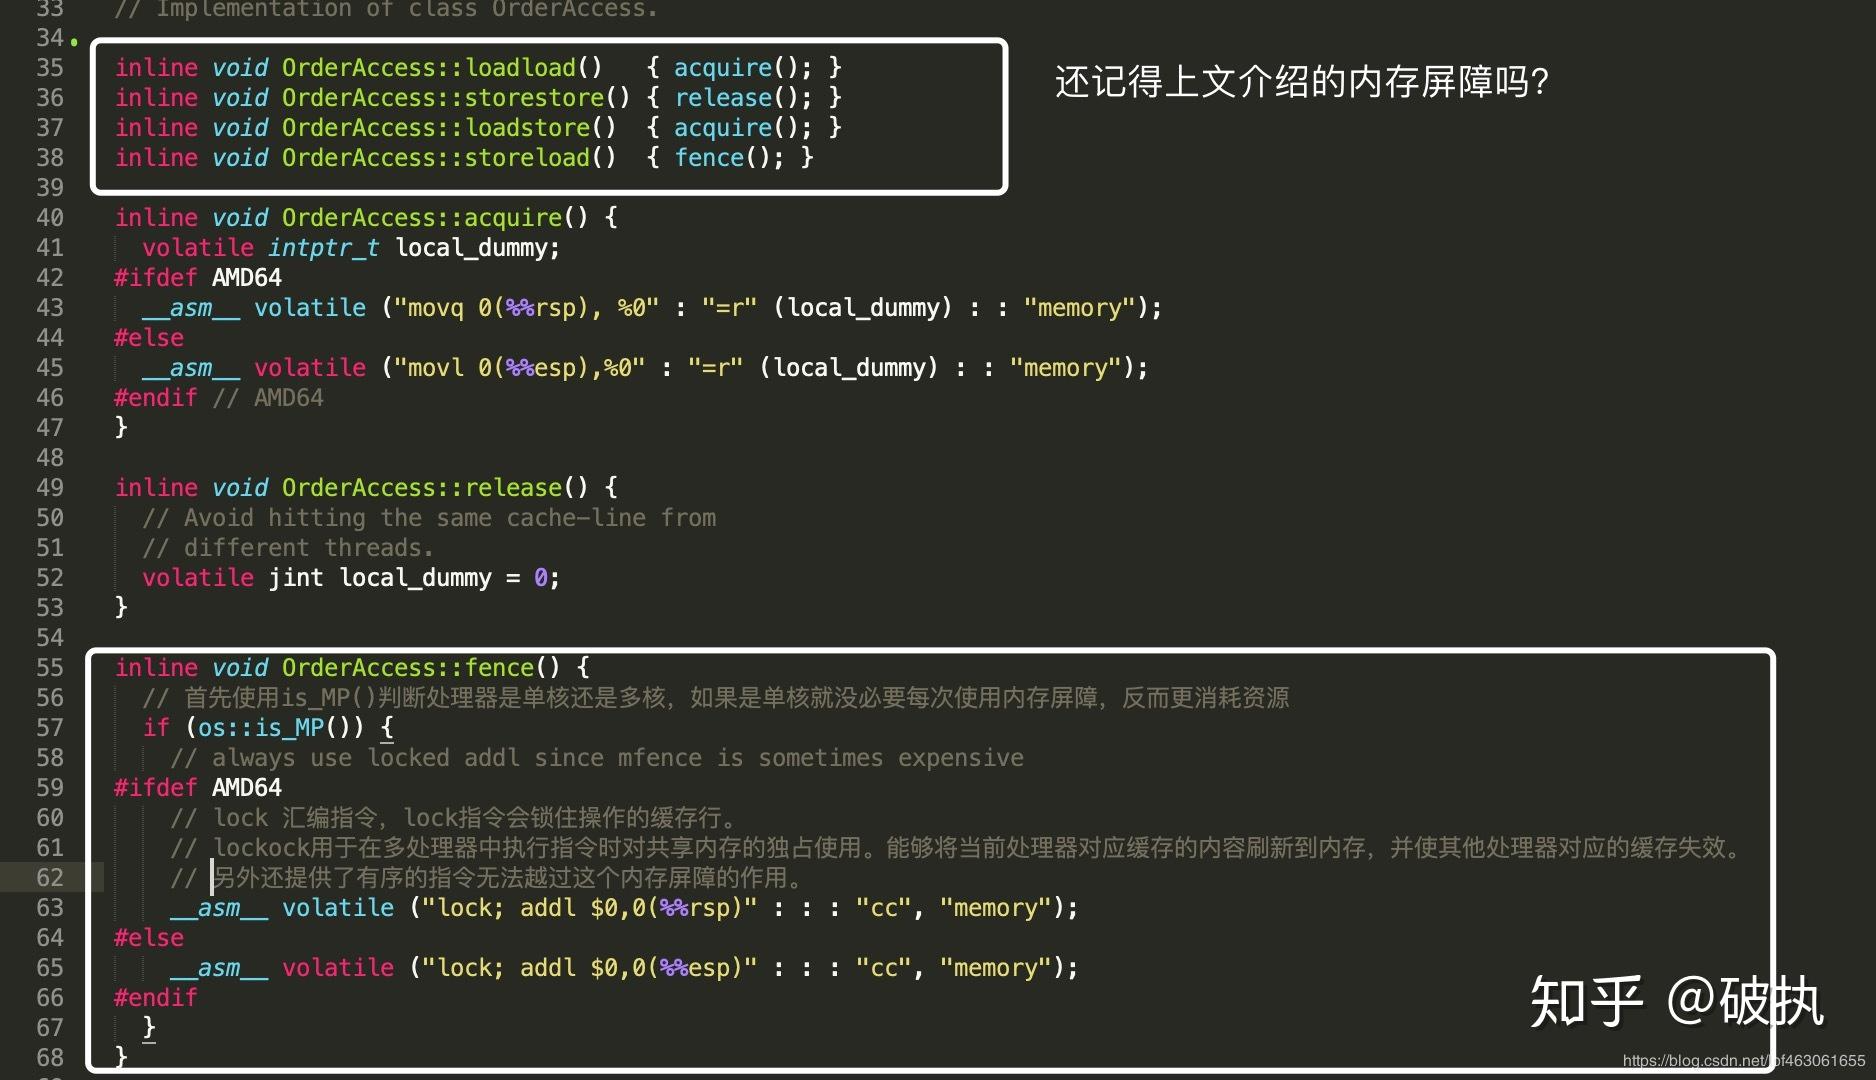 33 // Implementation of class OrderAccess.
34
35 inline void OrderAccess::loadload()   { acquire(); }
还记得上文介绍的内存屏障吗?
36 inline void OrderAccess::storestore() { release(); }
37 inline void OrderAccess::loadstore()  { acquire(); }
38 inline void OrderAccess::storeload()  { fence(); }
39
40 inline void OrderAccess::acquire() {
41   volatile intptr_t local_dummy;
42 #ifdef AMD64
43   __asm__ volatile ("movq 0(%%rsp), %0" : "=r" (local_dummy) : : "memory");
44 #else
45   __asm__ volatile ("movl 0(%%esp),%0" : "=r" (local_dummy) : : "memory");
46 #endif // AMD64
47 }
48
49 inline void OrderAccess::release() {
50   // Avoid hitting the same cache-line from
51   // different threads.
52   volatile jint local_dummy = 0;
53 }
54
55 inline void OrderAccess::fence() {
56   // 首先使用is_MP()判断处理器是单核还是多核，如果是单核就没必要每次使用内存屏障，反而更消耗资源
57   if (os::is_MP()) {
58     // always use locked addl since mfence is sometimes expensive
59 #ifdef AMD64
60     // lock 汇编指令，lock指令会锁住操作的缓存行。
61     // lockock用于在多处理器中执行指令时对共享内存的独占使用。能够将当前处理器对应缓存的内容刷新到内存，并使其他处理器对应的缓存失效。
62     // 另外还提供了有序的指令无法越过这个内存屏障的作用。
63     __asm__ volatile ("lock; addl $0,0(%%rsp)" : : : "cc", "memory");
64 #else
65     __asm__ volatile ("lock; addl $0,0(%%esp)" : : : "cc", "memory");
66 #endif
67   }
68 }
知乎 @破执